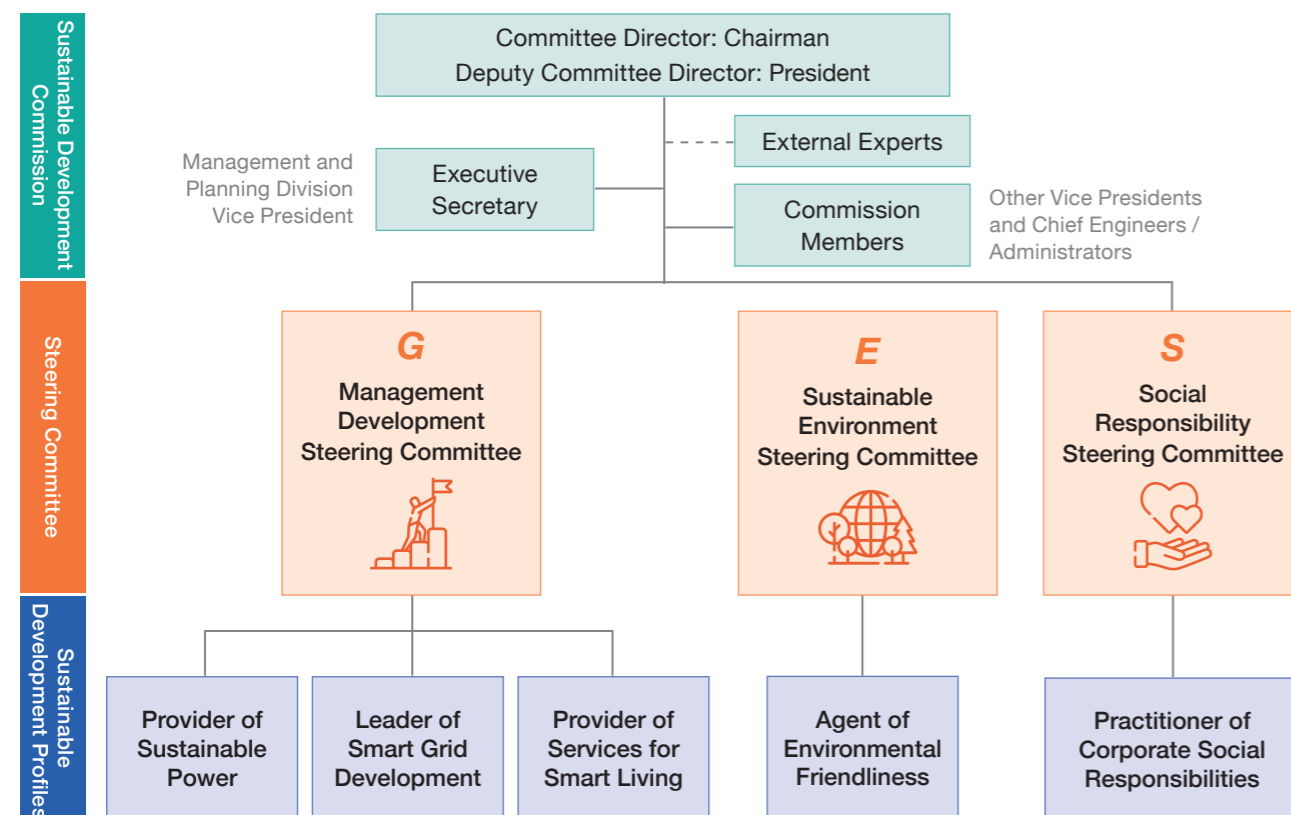 Sustainable Development
Commission
Committee Director: Chairman
Deputy Committee Director: President
External Experts
Management and
Planning Division
Vice President
Executive
Secretary
Commission
Members
Other Vice Presidents
and Chief Engineers /
Administrators
Steering Committee
G
Management
Development
Steering Committee
E
Sustainable
Environment
Steering Committee
S
Social
Responsibility
Steering Committee
Sustainable
Development Profiles
Provider of
Sustainable
Power
Leader of
Smart Grid
Development
Provider of
Services for
Smart Living
Agent of
Environmental
Friendliness
Practitioner of
Corporate Social
Responsibilities